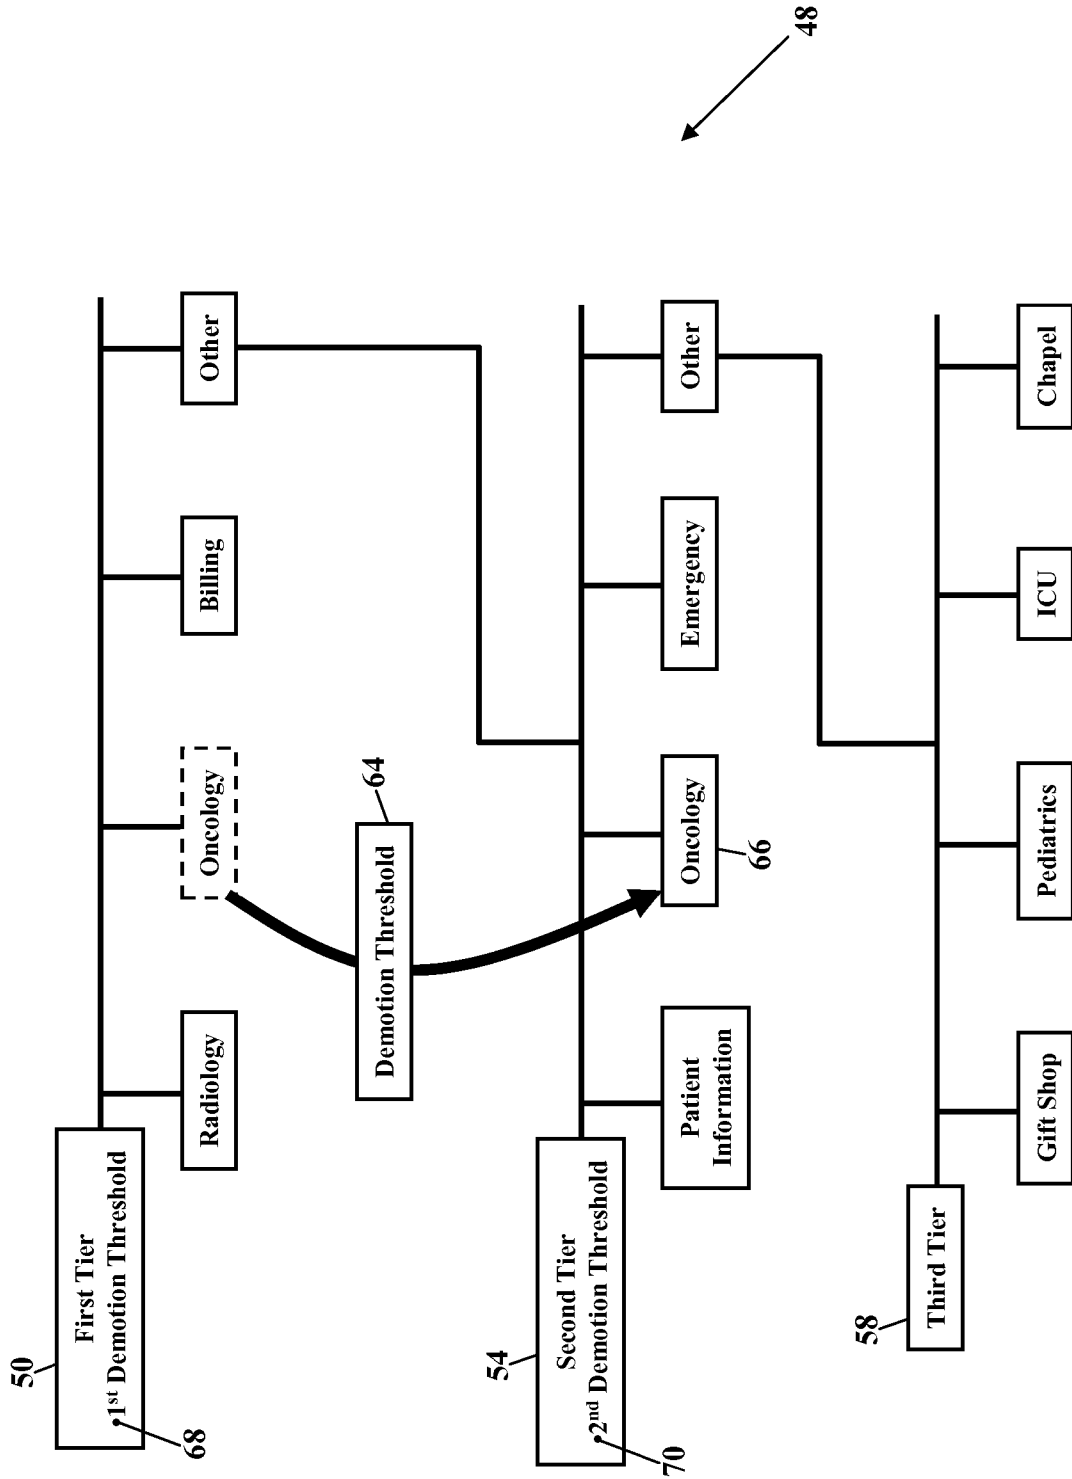 50
First Tier
•1st Demotion Threshold
68
Radiology
Oncology
Billing
Other
Demotion Threshold
64
54
Second Tier
•2nd Demotion Threshold
70
Patient
Information
Oncology
66
Emergency
Other
58
Third Tier
Gift Shop
Pediatrics
ICU
Chapel
48